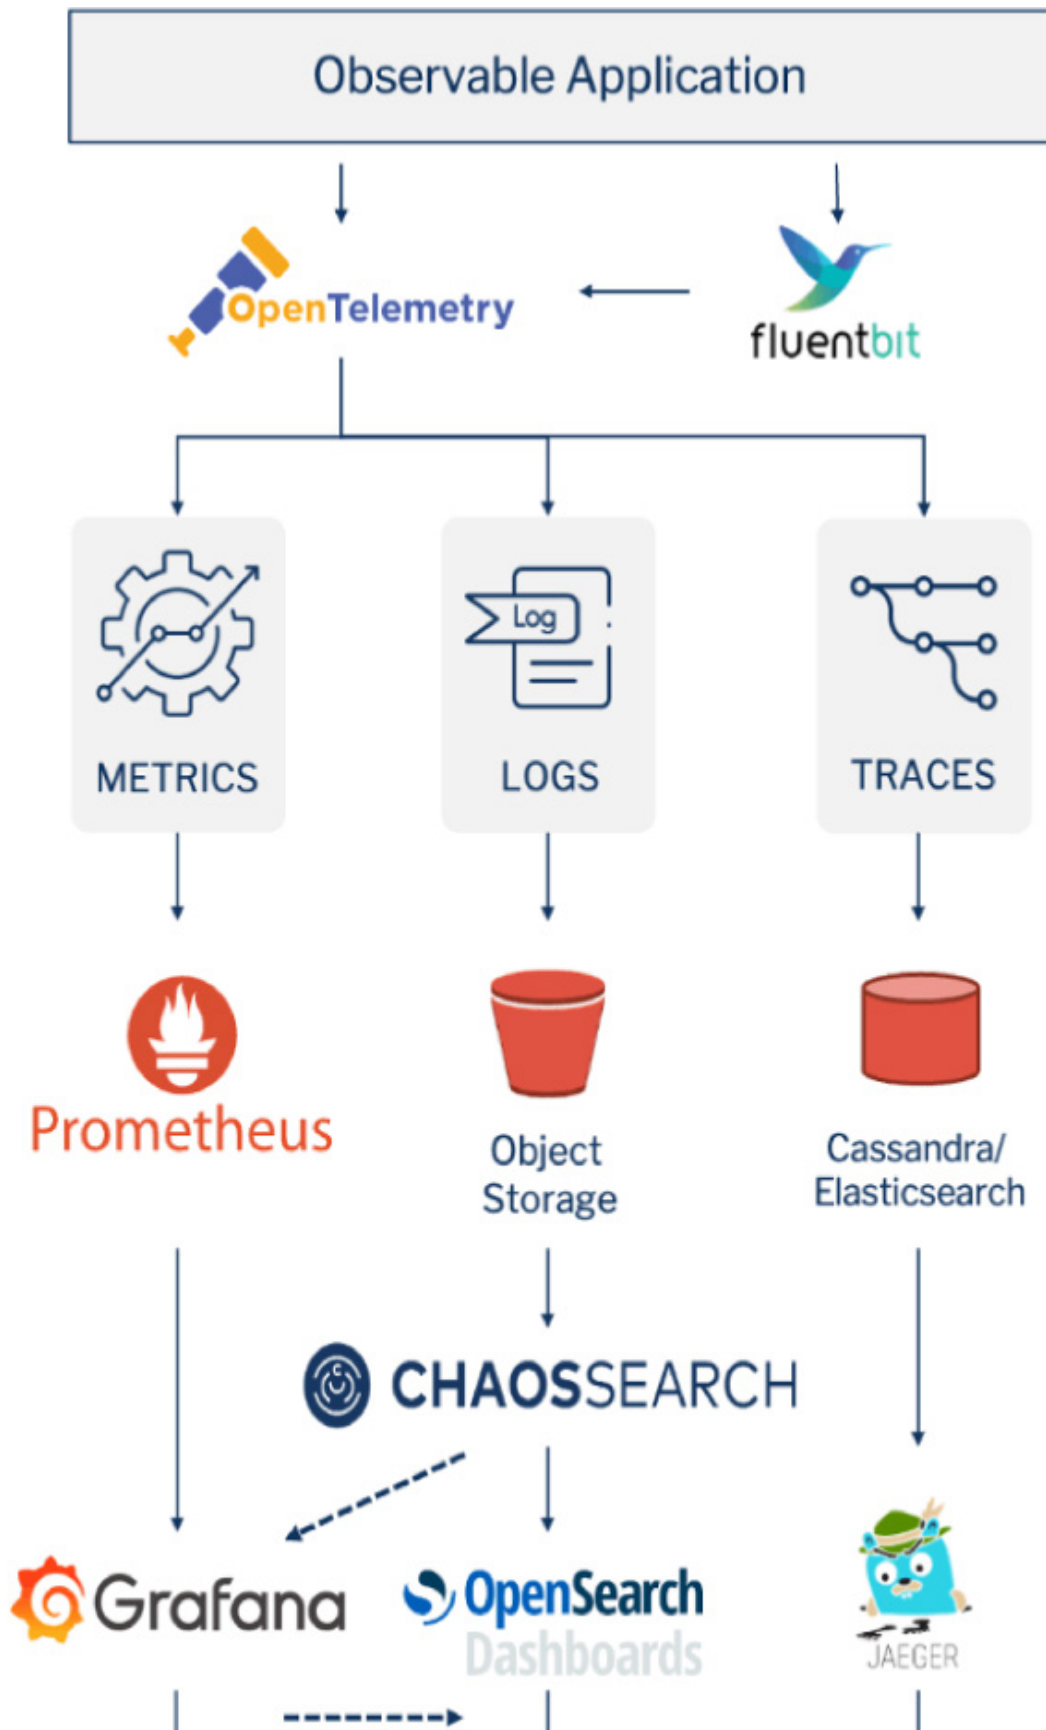 Observable Application
OpenTelemetry
fluentbit
Log
METRICS
LOGS
TRACES
Prometheus
Object
Storage
Cassandra/
Elasticsearch
CHAOSSEARCH
Grafana
OpenSearch
Dashboards
JAEGER